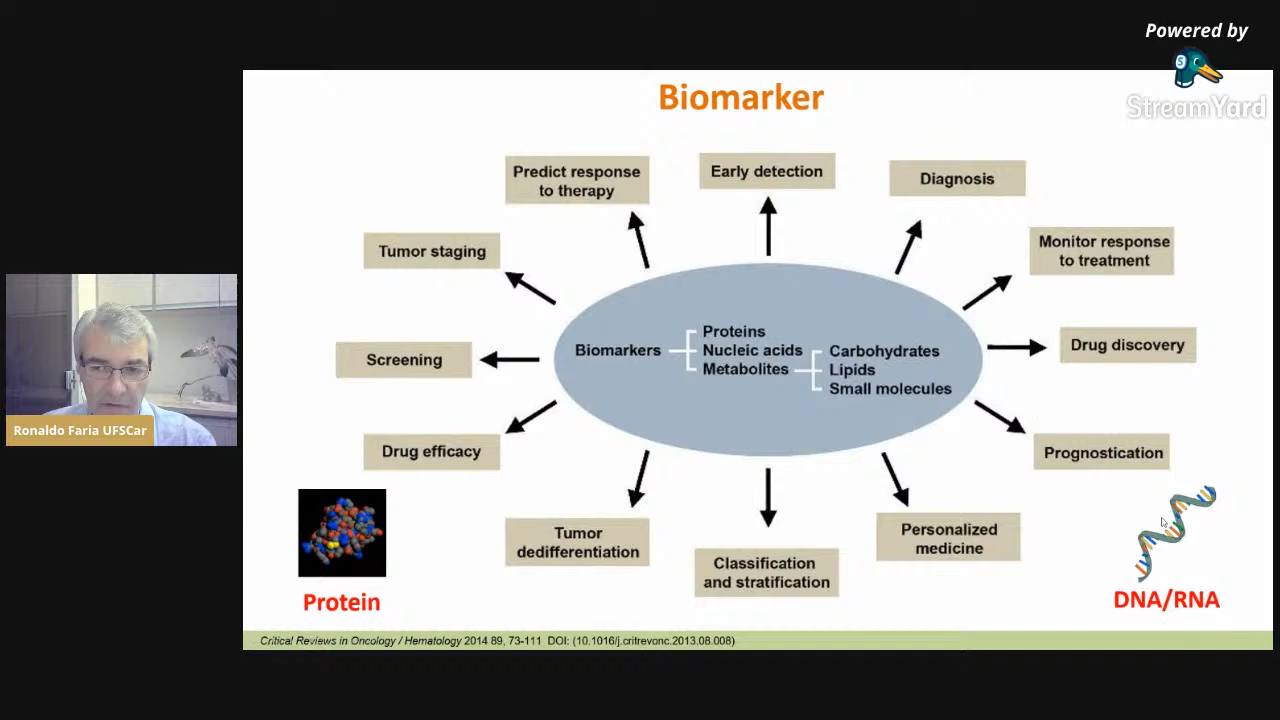 Powered by
StreamYard
Biomarker
Predict response
to therapy
Early detection
Diagnosis
Tumor staging
Monitor response
to treatment
Screening
Biomarkers
Proteins
Nucleic acids
Metabolites
Carbohydrates
Lipids
Small molecules
Drug discovery
Drug efficacy
Prognostication
Tumor
dedifferentiation
Classification
and stratification
Personalized
medicine
Protein
DNA/RNA
Critical Reviews in Oncology / Hematology 2014 89, 73-111 DOI: (10.1016/j.critrevonc.2013.08.008)
Ronaldo Faria UFSCar